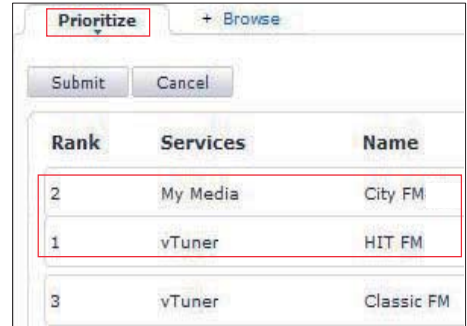 Prioritize + Browse
Submit Cancel
Rank Services Name
2 My Media City FM
1 vTuner HIT FM
3 vTuner Classic FM